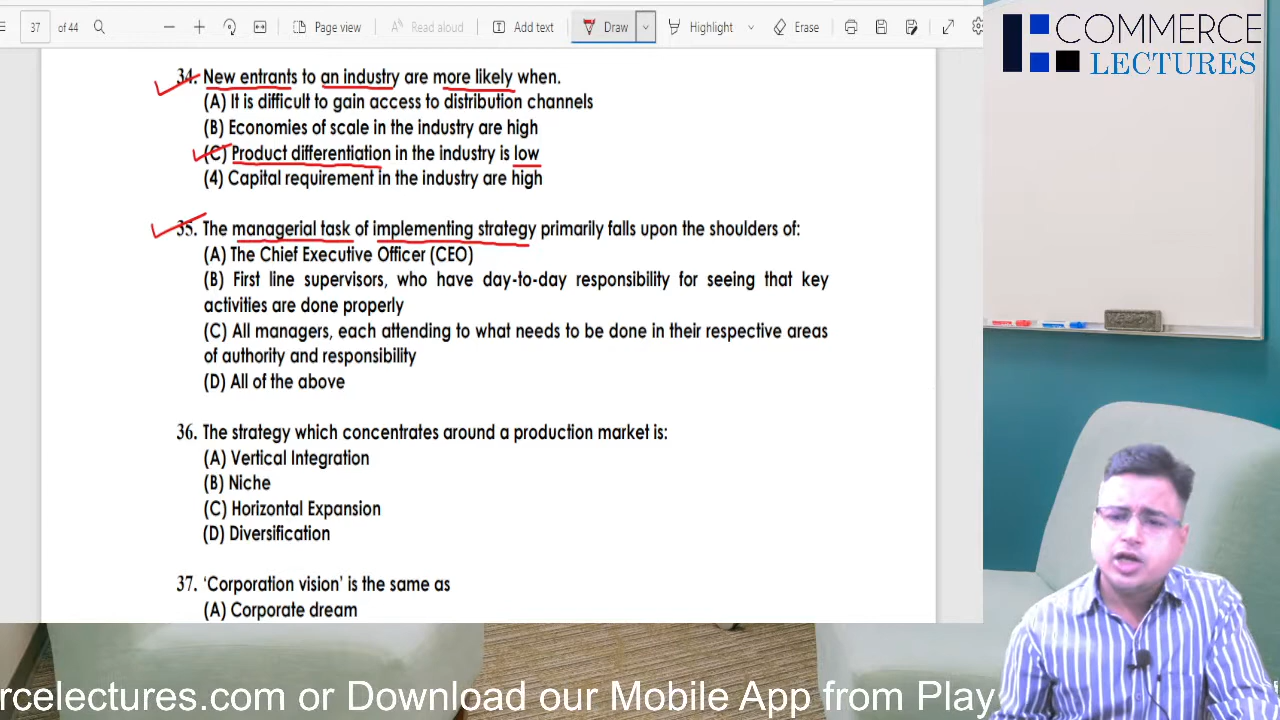 37 of 44 Page view Read aloud Add text Draw Highlight Erase
COMMERCE
LECTURES
34. New entrants to an industry are more likely when.
(A) It is difficult to gain access to distribution channels
(B) Economies of scale in the industry are high
(C) Product differentiation in the industry is low
(4) Capital requirement in the industry are high
35. The managerial task of implementing strategy primarily falls upon the shoulders of:
(A) The Chief Executive Officer (CEO)
(B) First line supervisors, who have day-to-day responsibility for seeing that key
activities are done properly
(C) All managers, each attending to what needs to be done in their respective areas
of authority and responsibility
(D) All of the above
36. The strategy which concentrates around a production market is:
(A) Vertical Integration
(B) Niche
(C) Horizontal Expansion
(D) Diversification
37. ‘Corporation vision’ is the same as
(A) Corporate dream
rcelectures.com or Download our Mobile App from Play